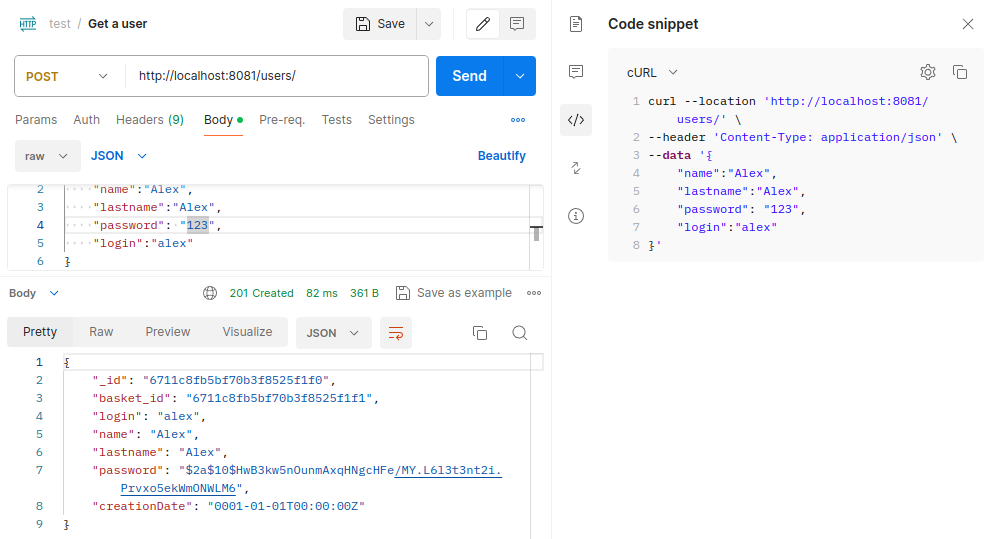 HTTP test / Get a user
Save
POST
http://localhost:8081/users/
Send
Params Auth Headers (9) Body Pre-req. Tests Settings
raw JSON Beautify
2 "name":"Alex",
3 "lastname":"Alex",
4 "password": "123",
5 "login":"alex"
6 }
Body 201 Created 82 ms 361 B Save as example
Pretty Raw Preview Visualize JSON
1 {
2 "_id": "6711c8fb5bf70b3f8525f1f0",
3 "basket_id": "6711c8fb5bf70b3f8525f1f1",
4 "login": "alex",
5 "name": "Alex",
6 "lastname": "Alex",
7 "password": "$2a$10$HwB3kw5nOunmAxqHNgcHFe/MY.L6l3t3nt2i.
Prvxo5ekWmONWLM6",
8 "creationDate": "0001-01-01T00:00:00Z"
9 }
Code snippet
cURL
1 curl --location 'http://localhost:8081/
users/' \
2 --header 'Content-Type: application/json' \
3 --data '{
4 "name":"Alex",
5 "lastname":"Alex",
6 "password": "123",
7 "login":"alex"
8 }'